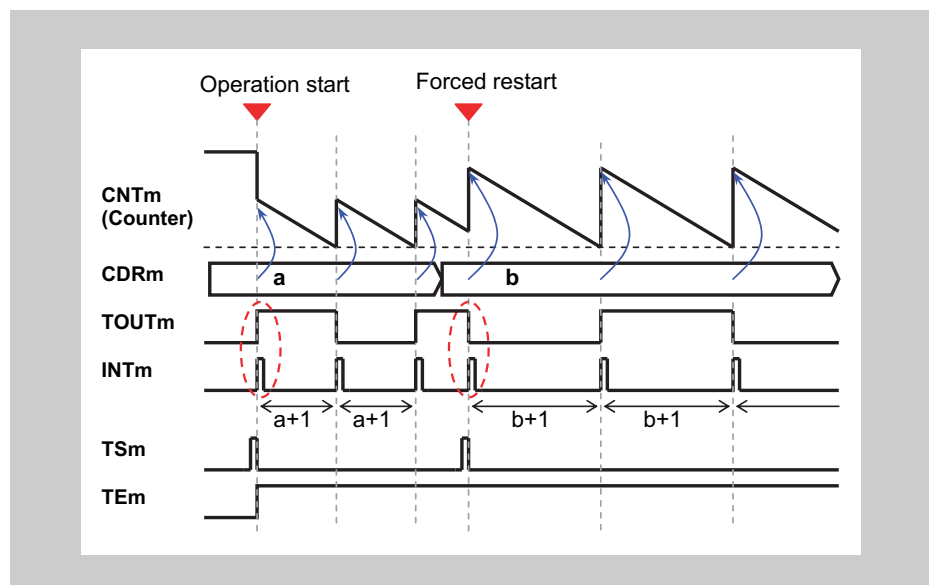 Operation start
Forced restart
CNTm
(Counter)
CDRm
a
b
TOUTm
INTm
a+1
a+1
b+1
b+1
TSm
TEm